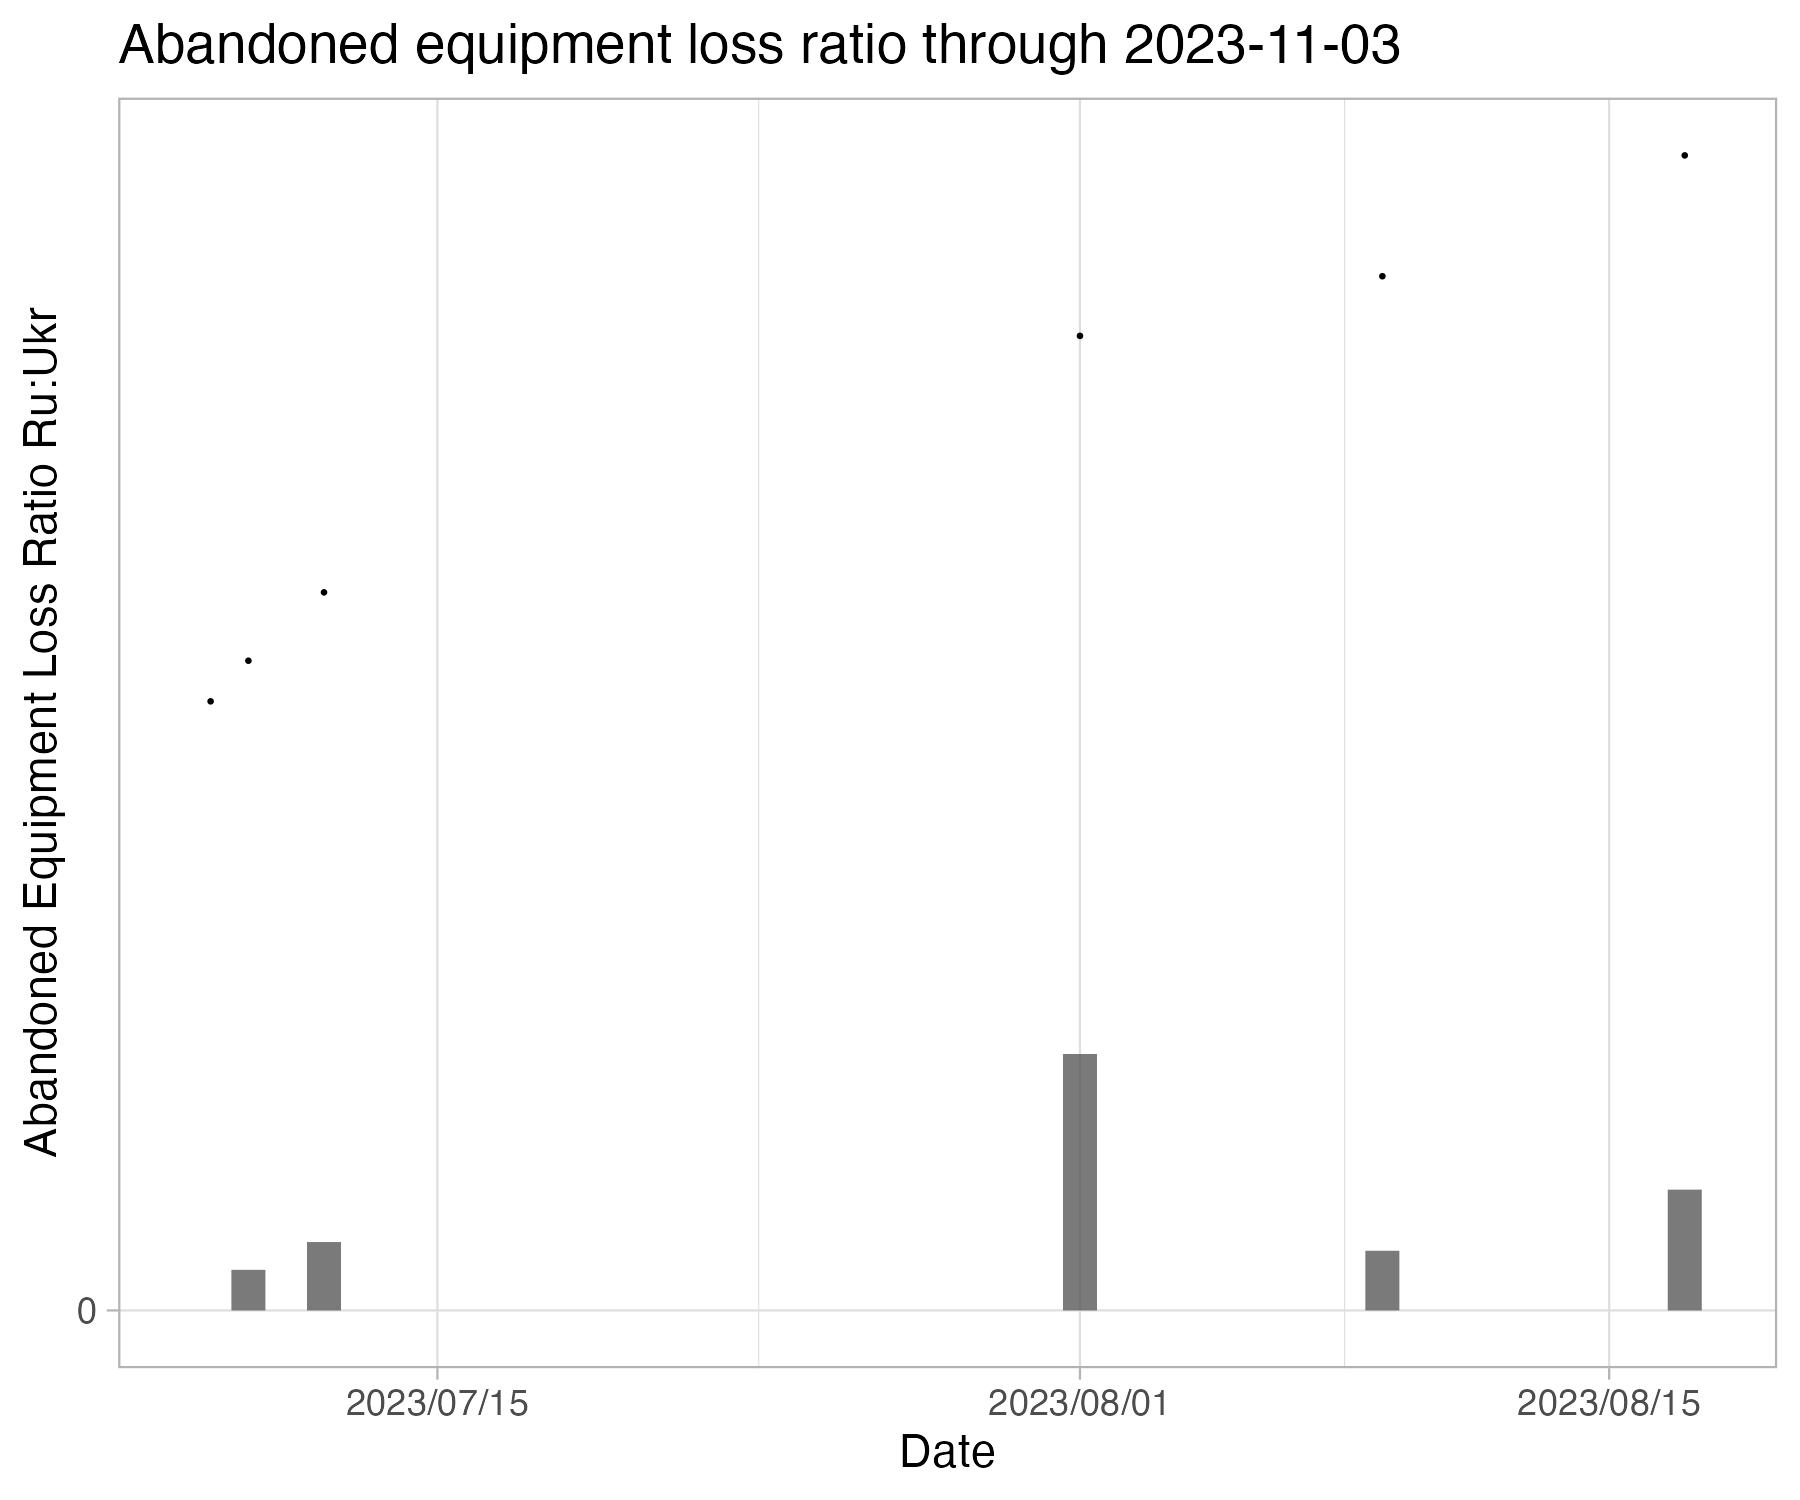 Abandoned equipment loss ratio through 2023-11-03
Abandoned Equipment Loss Ratio Ru:Ukr
0
2023/07/15
2023/08/01
2023/08/15
Date